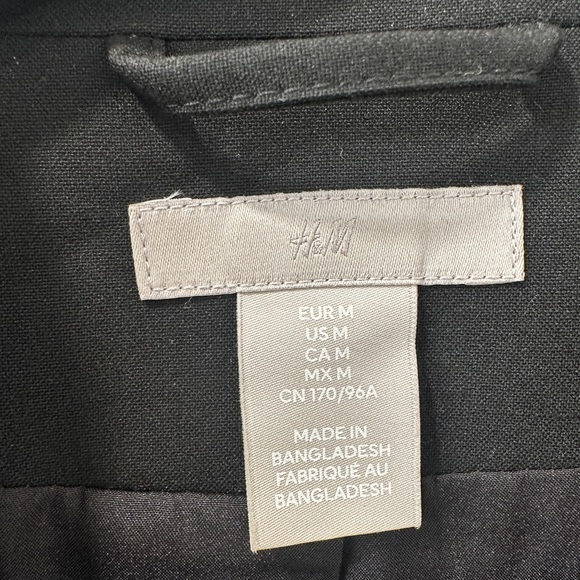 H&M
EUR M
US M
CA M
MX M
CN 170/96A
MADE IN
BANGLADESH
FABRIQUÉ AU
BANGLADESH